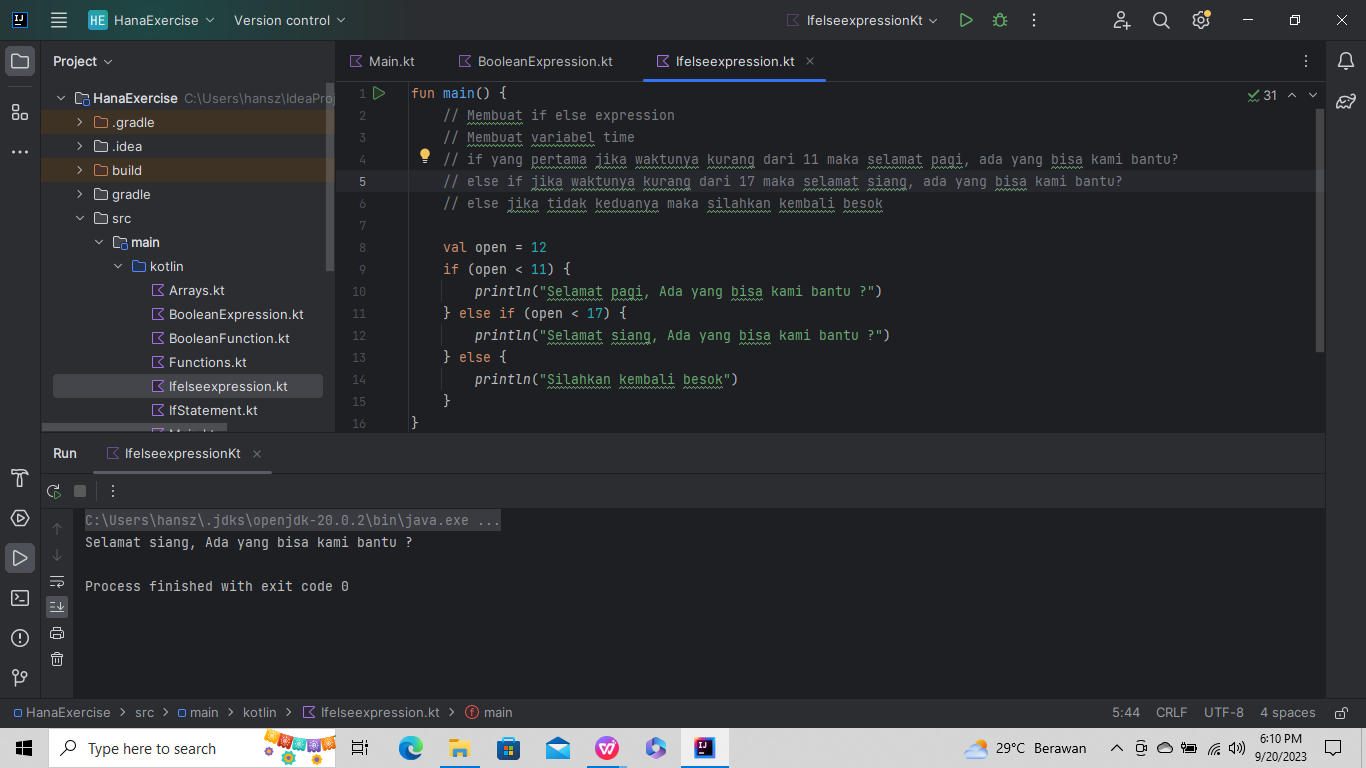 HE HanaExercise Version control IfelseexpressionKt
Project
Main.kt BooleanExpression.kt Ifelseexpression.kt
HanaExercise C:\Users\hansz\IdeaProj
.gradle
.idea
build
gradle
src
main
kotlin
Arrays.kt
BooleanExpression.kt
BooleanFunction.kt
Functions.kt
Ifelseexpression.kt
IfStatement.kt
Main.kt
31
1 fun main() {
2 // Membuat if else expression
3 // Membuat variabel time
4 // if yang pertama jika waktunya kurang dari 11 maka selamat pagi, ada yang bisa kami bantu?
5 // else if jika waktunya kurang dari 17 maka selamat siang, ada yang bisa kami bantu?
6 // else jika tidak keduanya maka silahkan kembali besok
7
8 val open = 12
9 if (open < 11) {
10 println("Selamat pagi, Ada yang bisa kami bantu ?")
11 } else if (open < 17) {
12 println("Selamat siang, Ada yang bisa kami bantu ?")
13 } else {
14 println("Silahkan kembali besok")
15 }
16 }
Run IfelseexpressionKt
C:\Users\hansz\.jdks\openjdk-20.0.2\bin\java.exe ...
Selamat siang, Ada yang bisa kami bantu ?
Process finished with exit code 0
HanaExercise > src > main > kotlin > Ifelseexpression.kt > main 5:44 CRLF UTF-8 4 spaces
Type here to search 29°C Berawan 6:10 PM
9/20/2023